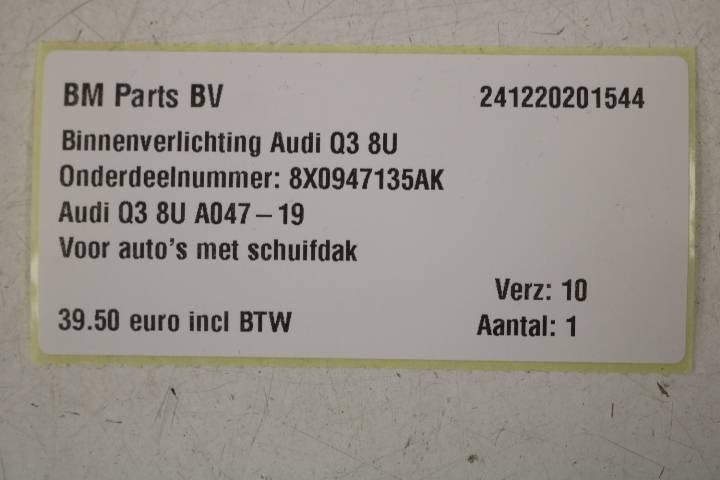 BM Parts BV 241220201544
Binnenverlichting Audi Q3 8U
Onderdeelnummer: 8X0947135AK
Audi Q3 8U A047 – 19
Voor auto's met schuifdak
Verz: 10
39.50 euro incl BTW Aantal: 1